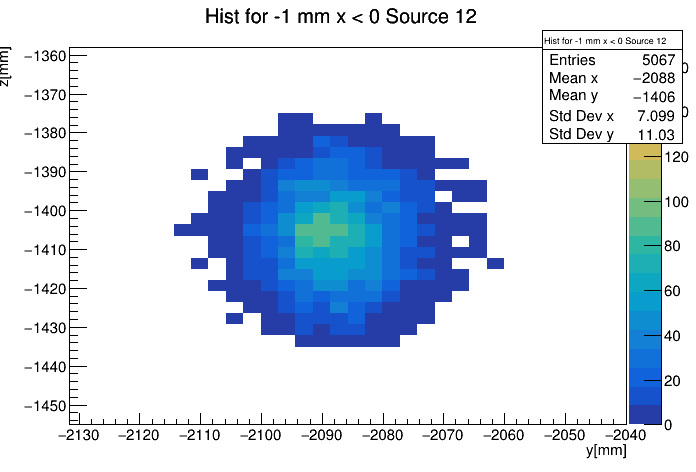 Hist for -1 mm x < 0 Source 12
z[mm]
Hist for -1 mm x < 0 Source 12
Entries 5067
Mean x −2088
Mean y −1406
Std Dev x 7.099
Std Dev y 11.03
−1360
−1370
−1380
−1390
−1400
−1410
−1420
−1430
−1440
−1450
120
100
80
60
40
20
0
−2130 −2120 −2110 −2100 −2090 −2080 −2070 −2060 −2050 −2040
y[mm]